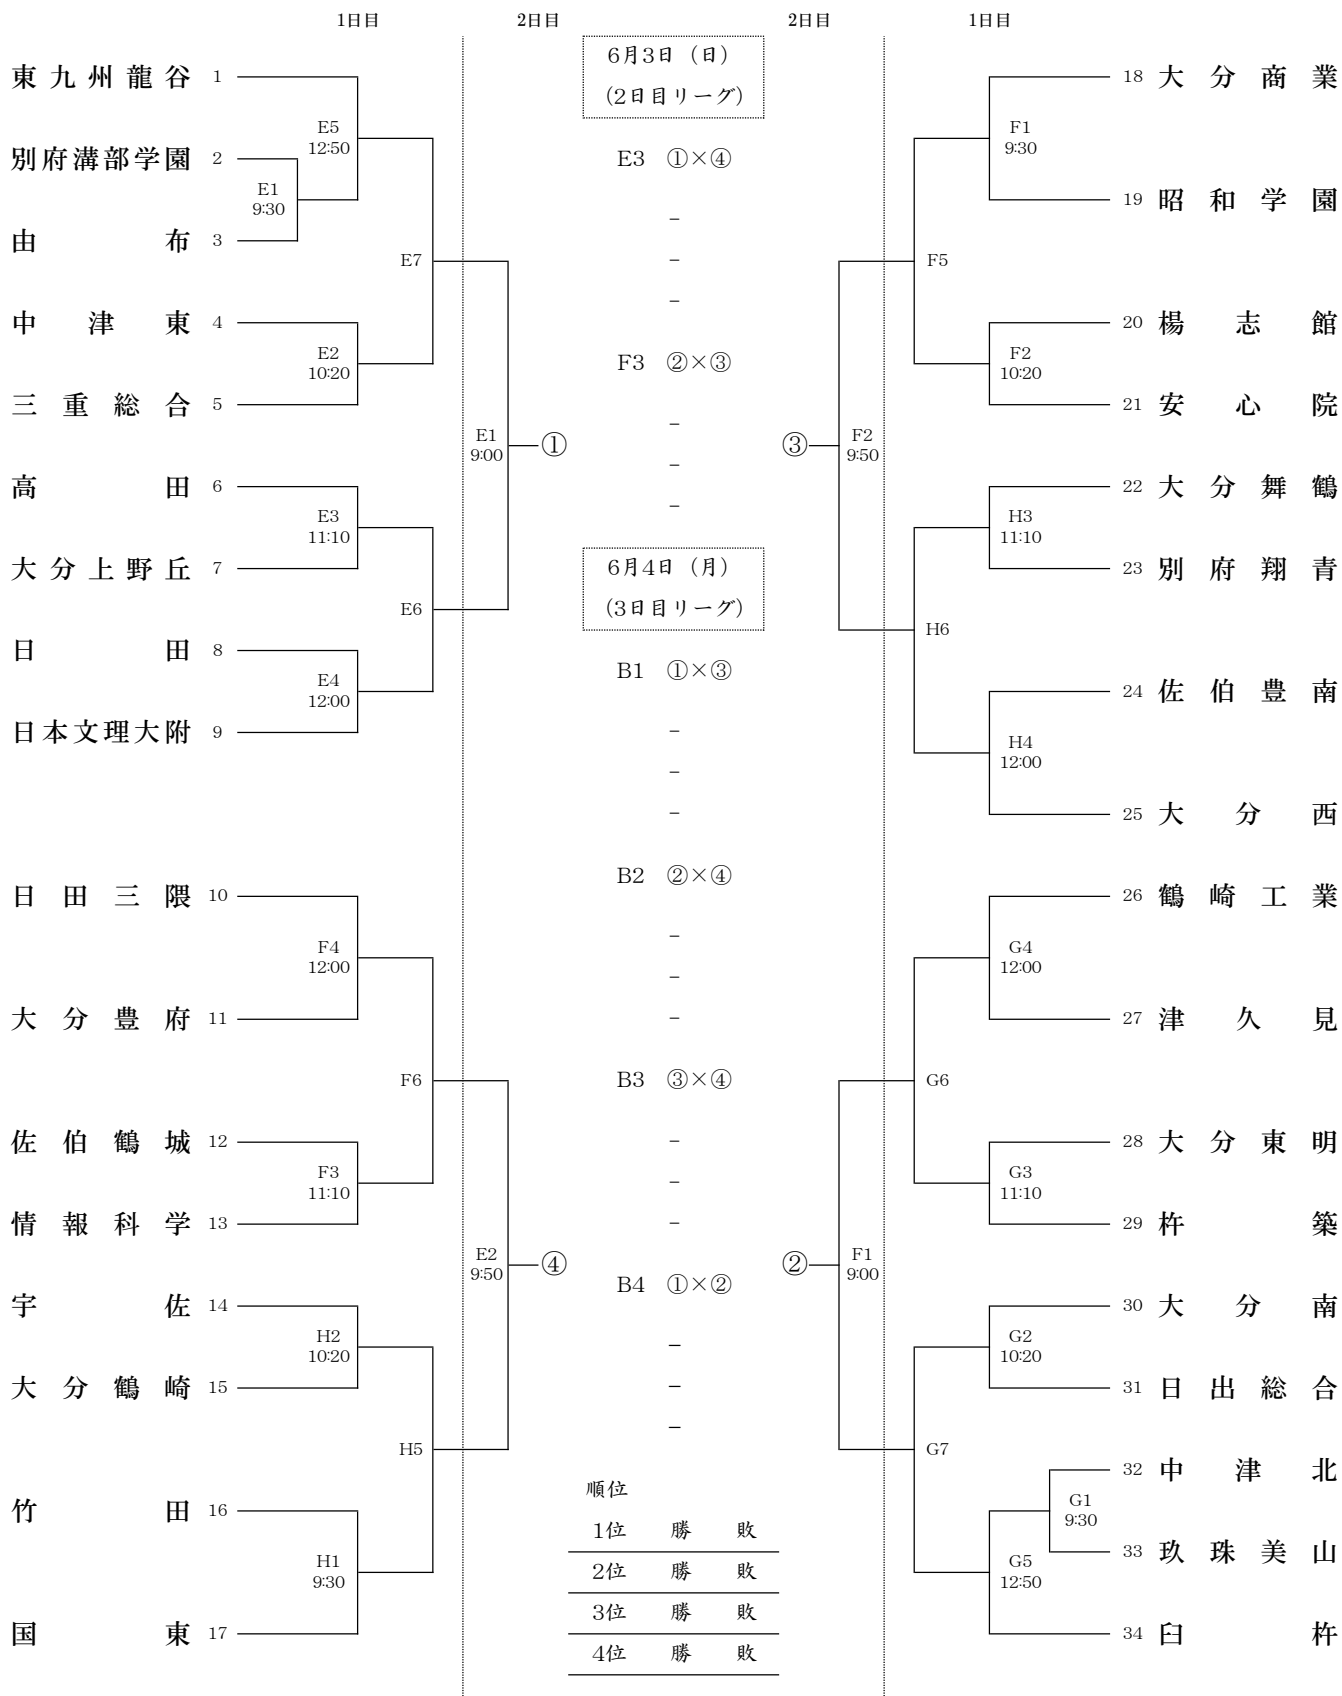 1日目
2日目
2日目
1日目
東九州龍谷 1
別府溝部学園 2
由布 3
中津東 4
三重総合 5
高田 6
大分上野丘 7
日田 8
日本文理大附 9
日田三隈 10
大分豊府 11
佐伯鶴城 12
情報科学 13
宇佐 14
大分鶴崎 15
竹田 16
国東 17
E1
9:30
E5
12:50
E2
10:20
E3
11:10
E4
12:00
F4
12:00
F3
11:10
H2
10:20
H1
9:30
E7
E6
F6
H5
E1
9:00
①
E2
9:50
④
6月3日（日）
(2日目リーグ)
E3 ①×④
−
−
−
F3 ②×③
−
−
−
6月4日（月）
(3日目リーグ)
B1 ①×③
−
−
−
B2 ②×④
−
−
−
B3 ③×④
−
−
−
B4 ①×②
−
−
−
順位
1位 勝 敗
2位 勝 敗
3位 勝 敗
4位 勝 敗
③
F2
9:50
②
F1
9:00
F5
H6
G6
G7
F1
9:30
F2
10:20
H3
11:10
H4
12:00
G4
12:00
G3
11:10
G2
10:20
G1
9:30
G5
12:50
18 大分商業
19 昭和学園
20 楊志館
21 安心院
22 大分舞鶴
23 別府翔青
24 佐伯豊南
25 大分西
26 鶴崎工業
27 津久見
28 大分東明
29 杵築
30 大分南
31 日出総合
32 中津北
33 玖珠美山
34 臼杵